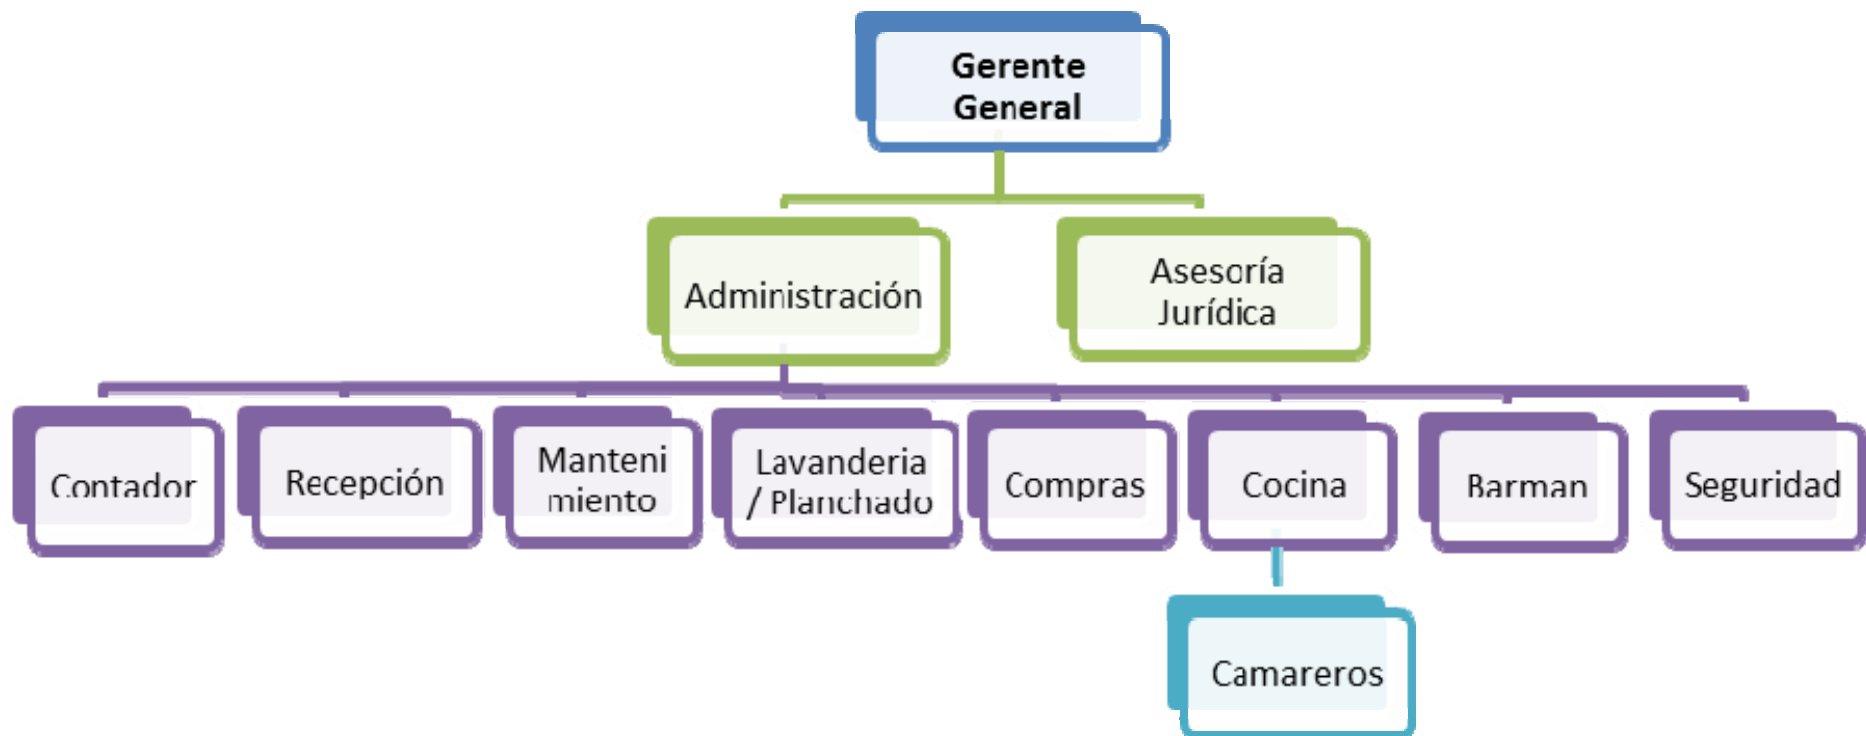 Gerente
General
Administración
Asesoría
Jurídica
Contador
Recepción
Manteni
miento
Lavanderia
/ Planchado
Compras
Cocina
Barman
Seguridad
Camareros